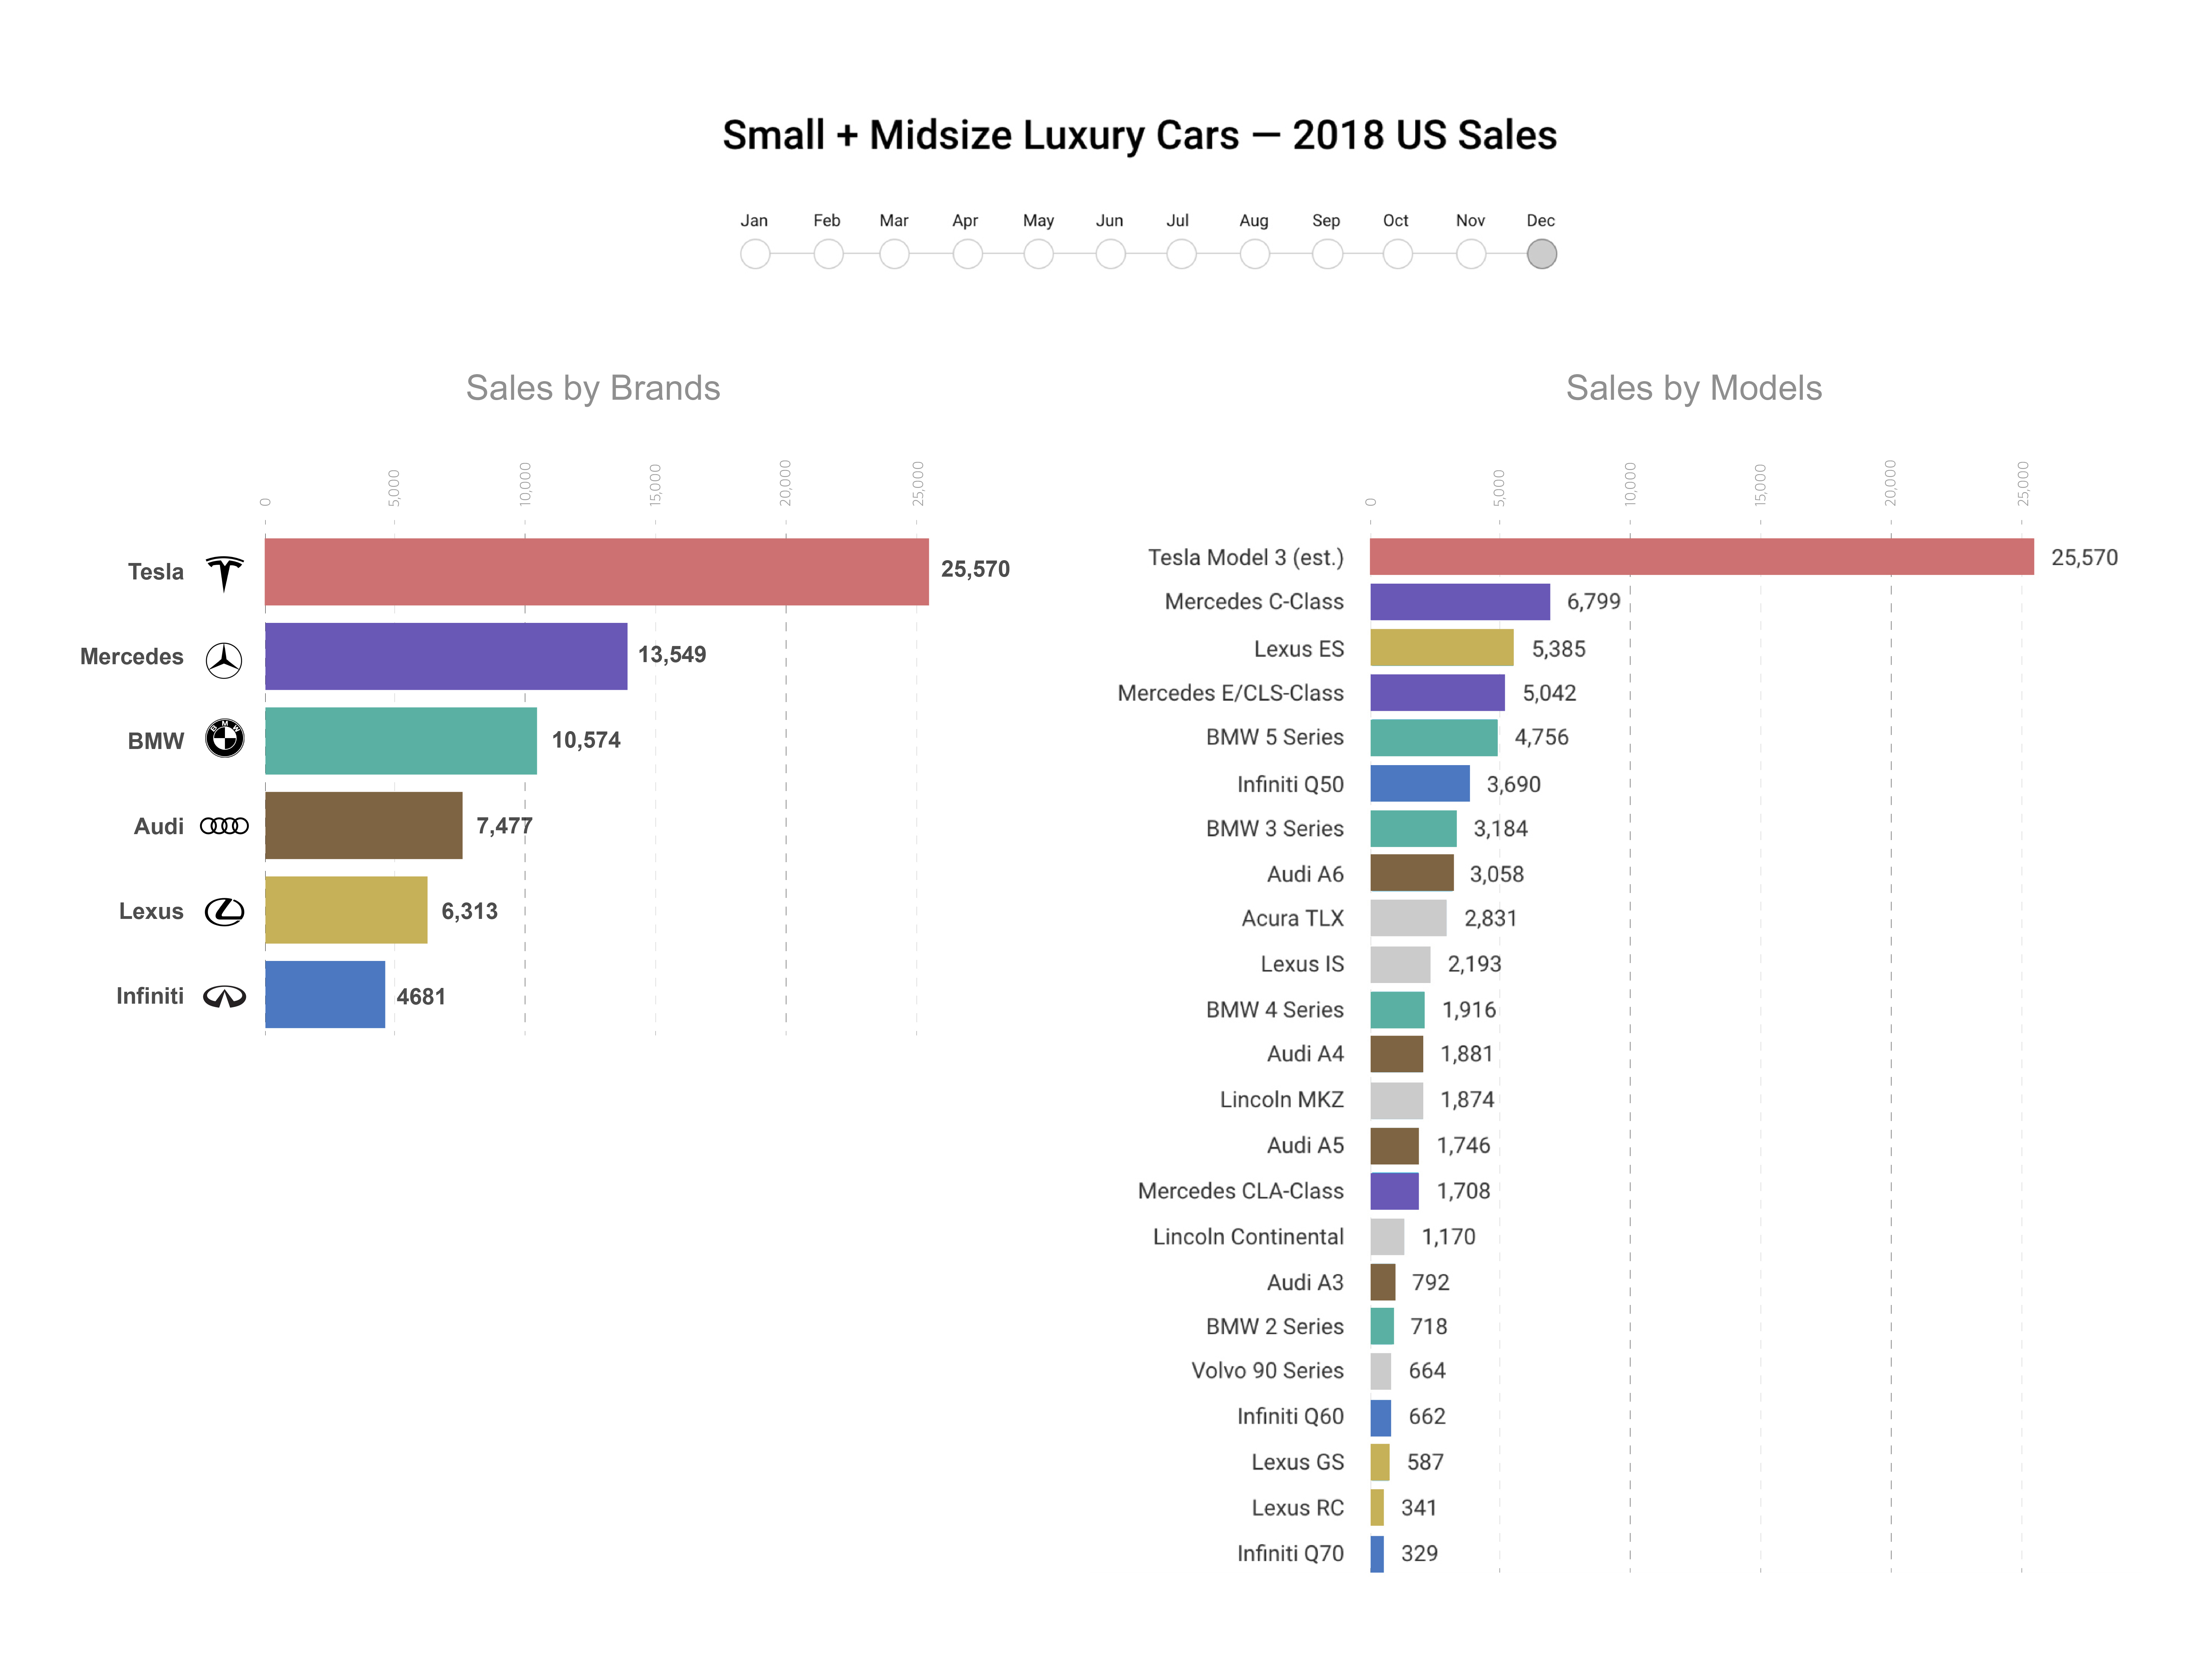 Small + Midsize Luxury Cars — 2018 US Sales
Jan Feb Mar Apr May Jun Jul Aug Sep Oct Nov Dec
Sales by Brands
0 5,000 10,000 15,000 20,000 25,000
Tesla 25,570
Mercedes 13,549
BMW BMW 10,574
Audi 7,477
Lexus 6,313
Infiniti 4681
Sales by Models
0 5,000 10,000 15,000 20,000 25,000
Tesla Model 3 (est.) 25,570
Mercedes C-Class 6,799
Lexus ES 5,385
Mercedes E/CLS-Class 5,042
BMW 5 Series 4,756
Infiniti Q50 3,690
BMW 3 Series 3,184
Audi A6 3,058
Acura TLX 2,831
Lexus IS 2,193
BMW 4 Series 1,916
Audi A4 1,881
Lincoln MKZ 1,874
Audi A5 1,746
Mercedes CLA-Class 1,708
Lincoln Continental 1,170
Audi A3 792
BMW 2 Series 718
Volvo 90 Series 664
Infiniti Q60 662
Lexus GS 587
Lexus RC 341
Infiniti Q70 329